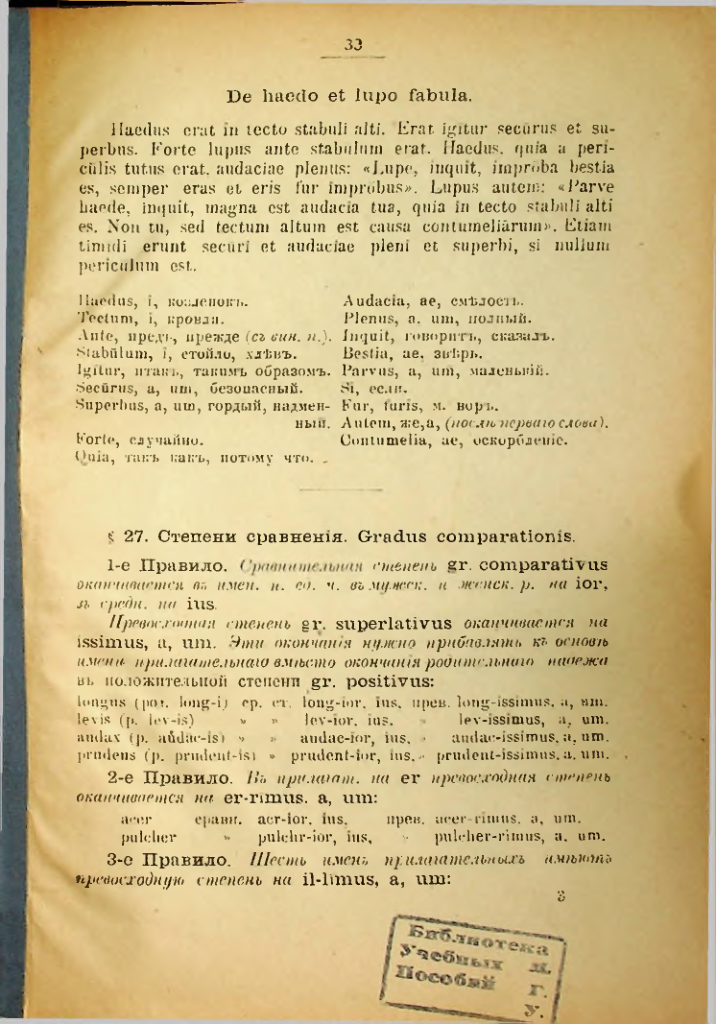 33
De haedo et lupo fabula.
Haedus erat in tecto stabuli alti. Erat igitur securus et su-
perbus. Forte lupus ante stabulum erat. Haedus, quia a peri-
cŭlis tutus erat, audaciae plenus: «Lupe, inquit, imprŏba bestia
es, semper eras et eris fur imprŏbus». Lupus autem: «Parve
haede, inquit, magna est audacia tua, quia in tecto stabuli alti
es. Non tu, sed tectum altum est causa contumeliārum». Etiam
timidi erunt securi et audaciae pleni et superbi, si nullum
periculum est.
Haedus, i, козленокъ.
Tectum, i, кровля.
Ante, предъ, прежде (съ вин. п.).
Stabŭlum, i, стойло, хлѣвъ.
Igĭtur, итакъ, такимъ образомъ.
Secūrus, a, um, безопасный.
Superbus, a, um, гордый, надмен-
ный.
Forte, случайно.
Quia, такъ какъ, потому что.
Audacia, ae, смѣлость.
Plenus, a, um, полный.
Inquit, говоритъ, сказалъ.
Bestia, ae, звѣрь.
Parvus, a, um, маленькій.
Si, если.
Fur, furis, м. воръ.
Autem, же, а, (послѣ перваго слова).
Contumelia, ae, оскорбленіе.
§ 27. Степени сравненія. Gradus comparationis.
1-е Правило. Сравнительная степень gr. comparativus
оканчивается въ имен. п. ед. ч. въ мужск. и женск. р. на ior,
въ средн. на ius.
Превосходная степень gr. superlativus оканчивается на
issimus, a, um. Эти окончанія нужно прибавлять къ основѣ
имени прилагательнаго вмѣсто окончанія родительнаго падежа
въ положительной степени gr. positivus:
longus (род. long-i) ср. ст. long-ior, ius, прев. long-issimus, a, um.
levis (р. lev-is) » » lev-ior, ius, » lev-issimus, a, um.
audax (р. audac-is) » » audac-ior, ius, » audac-issimus, a, um.
prudens (р. prudent-is) » prudent-ior, ius, » prudent-issimus, a, um.
2-е Правило. Въ прилагат. на er превосходная степень
оканчивается на er-rimus, a, um:
acer сравн. acr-ior, ius, прев. acer-rimus, a, um.
pulcher » pulchr-ior, ius, » pulcher-rimus, a, um.
3-е Правило. Шесть именъ прилагательныхъ имѣютъ
превосходную степень на il-limus, a, um:
3
Библиотека
Учебных
Пособий
М.
Г.
У.